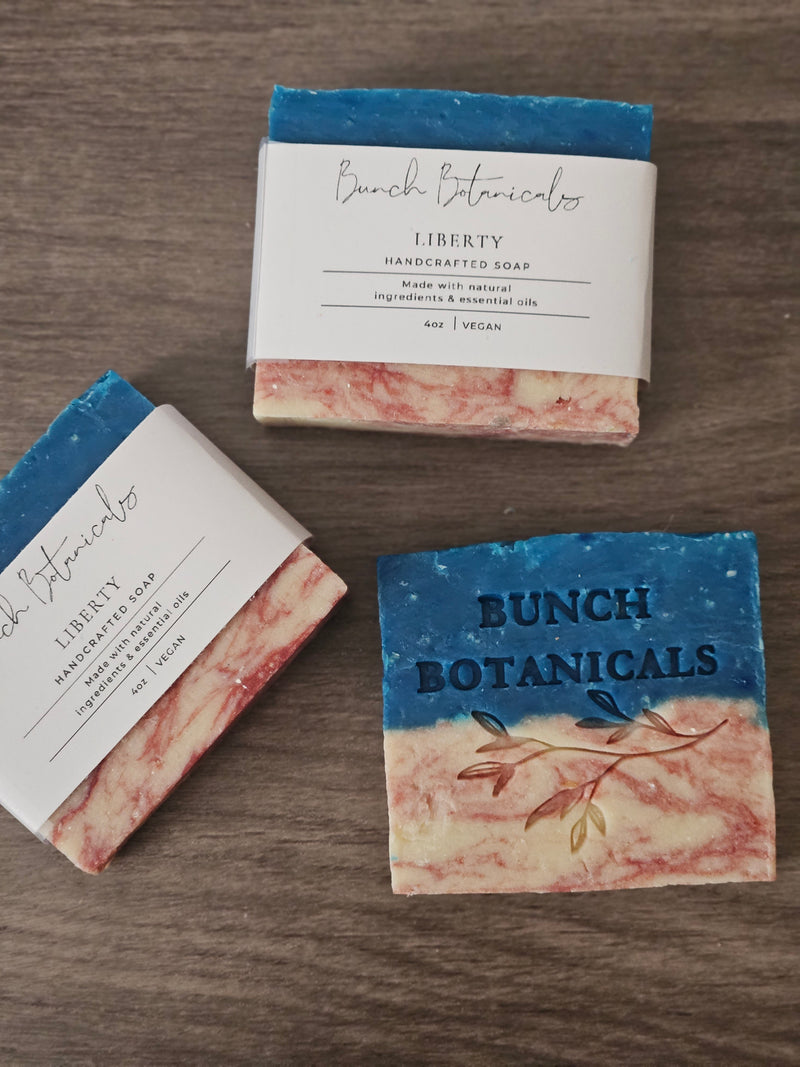 Bunch Botanicals
LIBERTY
HANDCRAFTED SOAP
Made with natural
ingredients & essential oils
4oz | VEGAN
ch Botanicals
LIBERTY
HANDCRAFTED SOAP
Made with natural
ingredients & essential oils
4oz | VEGAN
BUNCH
BOTANICALS